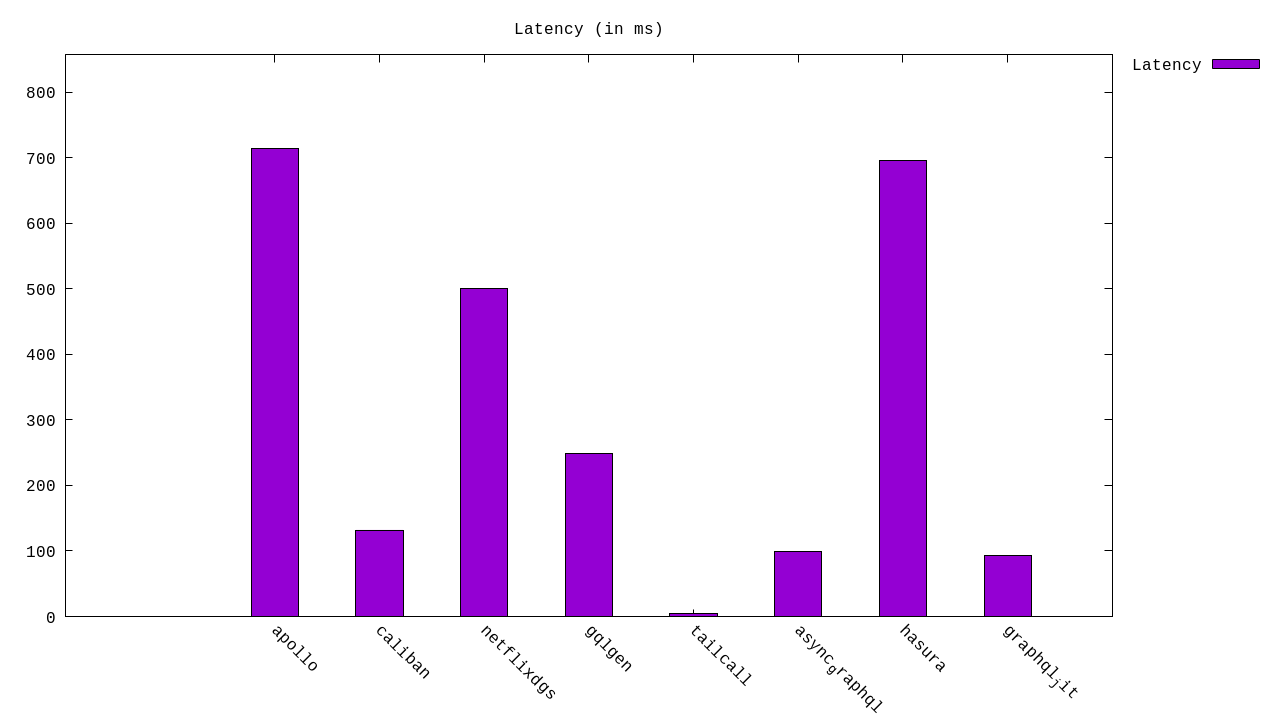 Latency (in ms)
Latency
800
700
600
500
400
300
200
100
0
apollo
caliban
netflixdgs
gqlgen
tailcall
async_graphql
hasura
graphql_jit